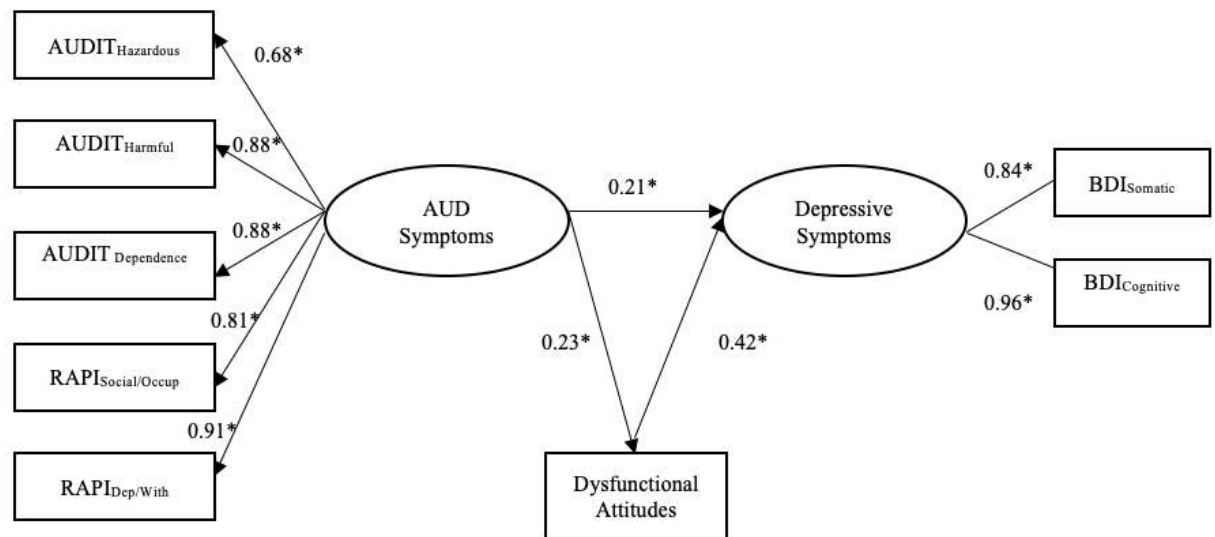 AUDITHazardous
0.68*
AUDITHarmful
0.88*
AUDIT Dependence
0.88*
RAPISocial/Occup
0.81*
RAPIDep/With
0.91*
AUD
Symptoms
0.21*
0.23*
0.42*
Dysfunctional
Attitudes
Depressive
Symptoms
0.84*
BDISomatic
0.96*
BDICognitive